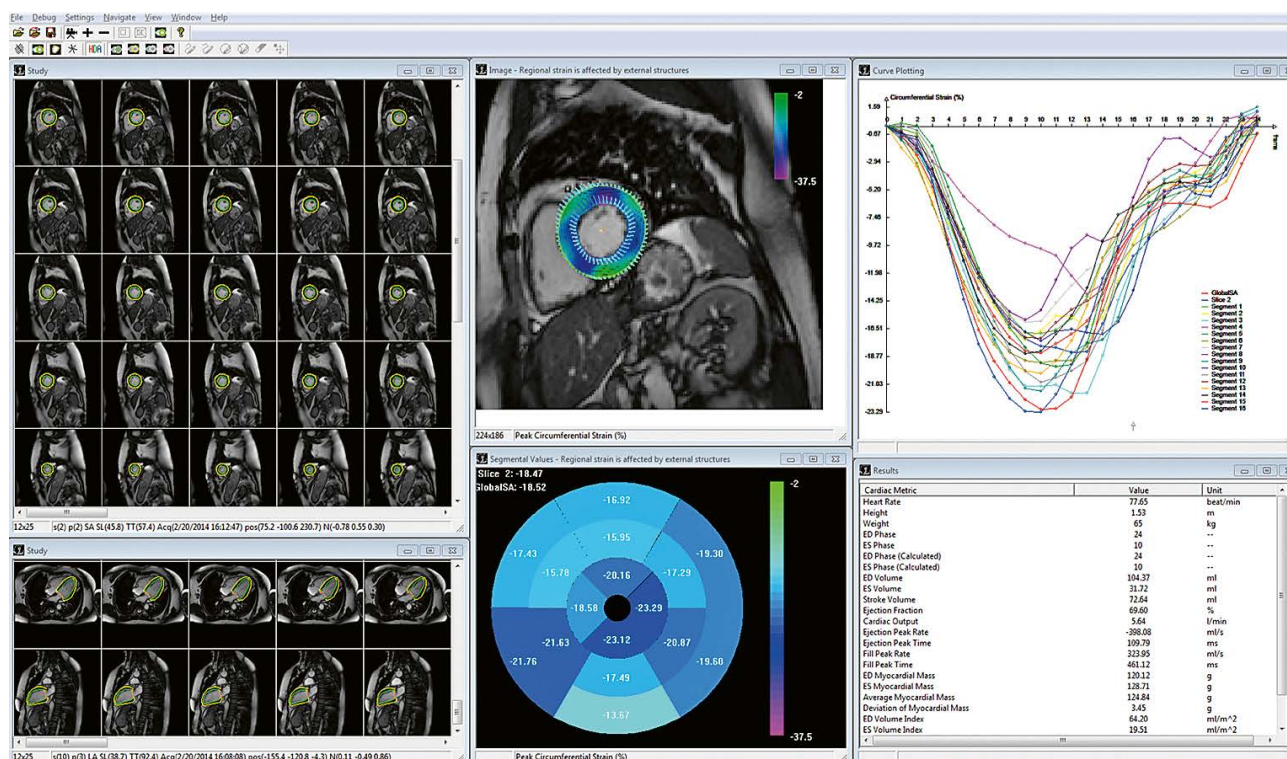 File Debug Settings Navigate View Window Help
HDR
Study
12x25 s(2) p(2) SA SL(45.8) TT(57.4) Acq(2/20/2014 16:12:47) pos(75.2 -100.6 230.7) N(-0.78 0.55 0.30)
Study
12x25 s(10) p(3) LA SL(38.7) TT(92.4) Acq(2/20/2014 16:08:08) pos(-155.4 -120.8 -4.3) N(0.11 -0.49 0.86)
Image - Regional strain is affected by external structures
-2
-37.5
224x186 Peak Circumferential Strain (%)
Segmental Values - Regional strain is affected by external structures
Slice 2: -18.47
GlobalSA: -18.52
-2
-16.92
-15.95
-17.43
-19.30
-15.78
-17.29
-20.16
-18.58
-23.29
-23.12
-21.63
-20.87
-21.76
-19.60
-17.49
-13.67
-37.5
Peak Circumferential Strain (%)
Curve Plotting
Circumferential Strain (%)
1.59
0 1 2 3 4 5 6 7 8 9 10 11 12 13 14 15 16 17 18 19 20 21 22 23 24
Frame
-0.67
-2.94
-5.20
-7.46
-9.72
-11.98
-14.25
-16.51
-18.77
-21.03
-23.29
GlobalSA
Slice 2
Segment 1
Segment 2
Segment 3
Segment 4
Segment 5
Segment 6
Segment 7
Segment 8
Segment 9
Segment 10
Segment 11
Segment 12
Segment 13
Segment 14
Segment 15
Segment 16
Results
Cardiac Metric Value Unit
Heart Rate 77.65 beat/min
Height 1.53 m
Weight 65 kg
ED Phase 24 --
ES Phase 10 --
ED Phase (Calculated) 24 --
ES Phase (Calculated) 10 --
ED Volume 104.37 ml
ES Volume 31.72 ml
Stroke Volume 72.64 ml
Ejection Fraction 69.60 %
Cardiac Output 5.64 l/min
Ejection Peak Rate -398.08 ml/s
Ejection Peak Time 109.79 ms
Fill Peak Rate 323.95 ml/s
Fill Peak Time 461.12 ms
ED Myocardial Mass 120.12 g
ES Myocardial Mass 128.71 g
Average Myocardial Mass 124.84 g
Deviation of Myocardial Mass 3.45 g
ED Volume Index 64.20 ml/m^2
ES Volume Index 19.51 ml/m^2